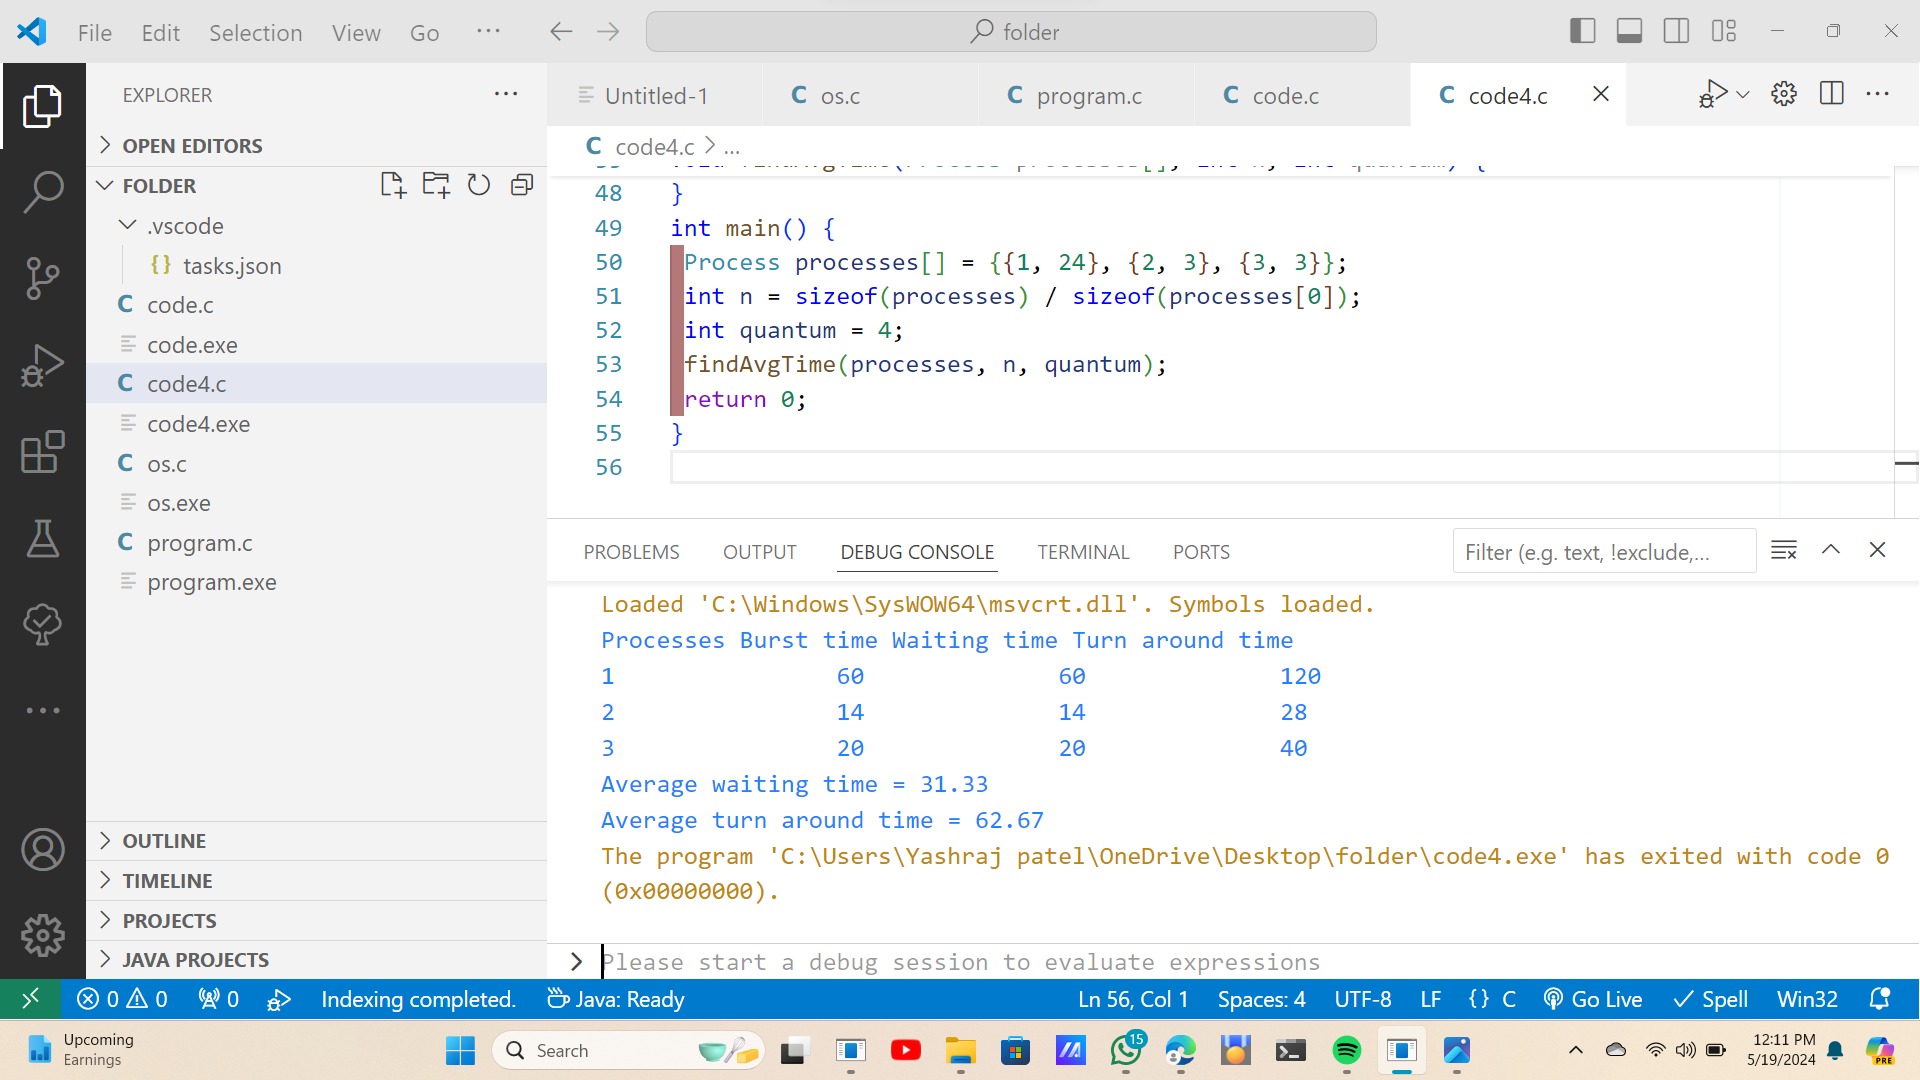 File Edit Selection View Go ...
folder
EXPLORER
OPEN EDITORS
FOLDER
.vscode
{} tasks.json
C code.c
code.exe
C code4.c
code4.exe
C os.c
os.exe
C program.c
program.exe
OUTLINE
TIMELINE
PROJECTS
JAVA PROJECTS
Untitled-1 C os.c C program.c C code.c C code4.c
C code4.c > ...
48 }
49 int main() {
50 Process processes[] = {{1, 24}, {2, 3}, {3, 3}};
51 int n = sizeof(processes) / sizeof(processes[0]);
52 int quantum = 4;
53 findAvgTime(processes, n, quantum);
54 return 0;
55 }
56
PROBLEMS OUTPUT DEBUG CONSOLE TERMINAL PORTS
Filter (e.g. text, !exclude,...
Loaded 'C:\Windows\SysWOW64\msvcrt.dll'. Symbols loaded.
Processes Burst time Waiting time Turn around time
1 60 60 120
2 14 14 28
3 20 20 40
Average waiting time = 31.33
Average turn around time = 62.67
The program 'C:\Users\Yashraj patel\OneDrive\Desktop\folder\code4.exe' has exited with code 0
(0x00000000).
Please start a debug session to evaluate expressions
0 0 0 Indexing completed. Java: Ready Ln 56, Col 1 Spaces: 4 UTF-8 LF {} C Go Live Spell Win32
Upcoming
Earnings
Search
15
12:11 PM
5/19/2024
PRE